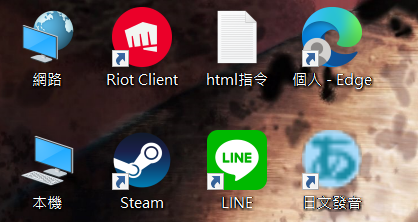 網路
Riot Client
html指令
個人 - Edge
LINE
あ
本機
Steam
LINE
日文發音